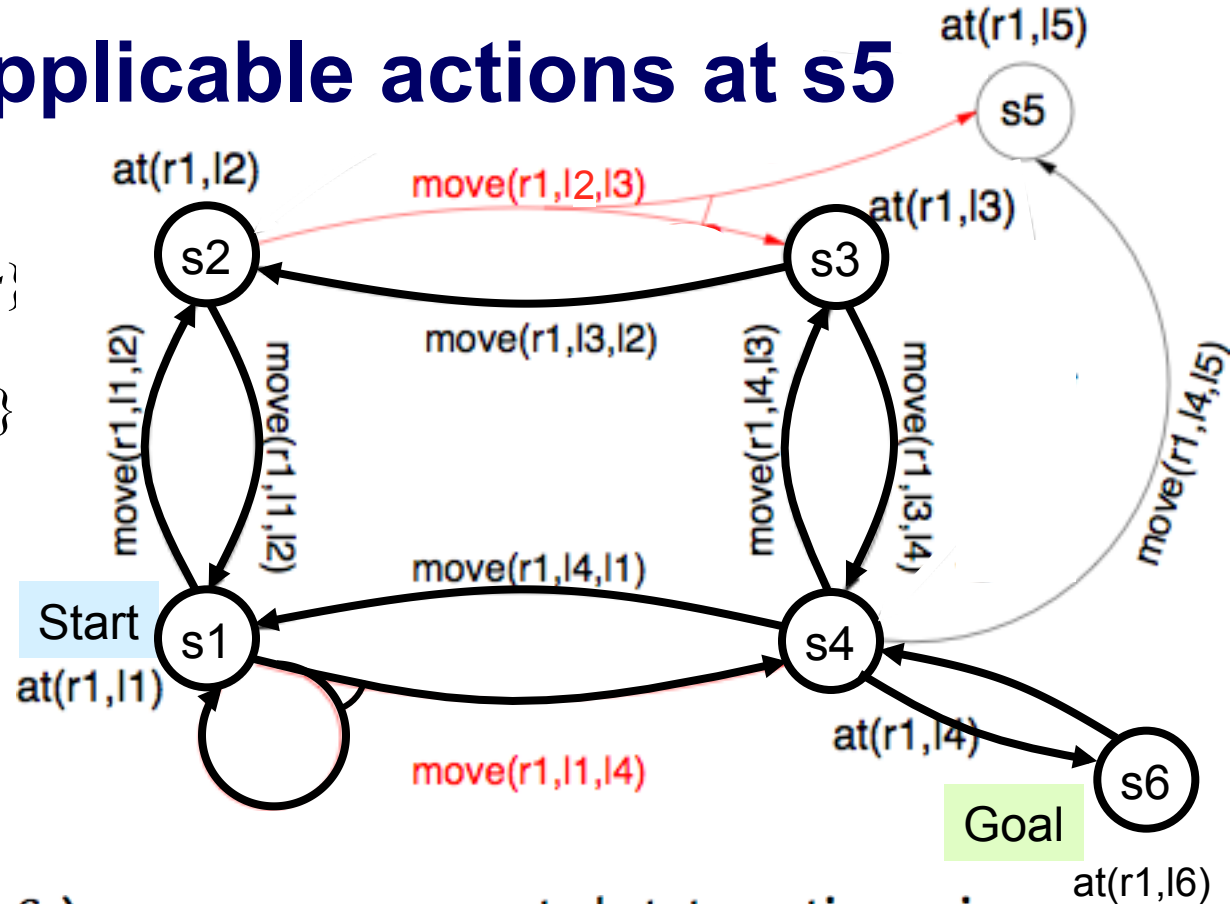 pplicable actions at s5
at(r1,l5)
s5
at(r1,l2)
move(r1,l2,l3)
at(r1,l3)
s2
s3
}
move(r1,l3,l2)
move(r1,l1,l2)
move(r1,l1,l2)
move(r1,l4,l3)
move(r1,l3,l4)
move(r1,l4,l5)
}
move(r1,l4,l1)
Start
s1
s4
at(r1,l1)
at(r1,l4)
move(r1,l1,l4)
s6
Goal
at(r1,l6)